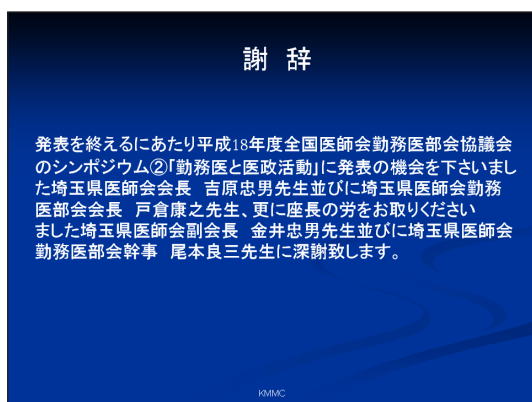 謝 辞
発表を終えるにあたり平成18年度全国医師会勤務医部会協議会
のシンポジウム②「勤務医と医政活動」に発表の機会を下さいまし
た埼玉県医師会会長 吉原忠男先生並びに埼玉県医師会勤務
医部会会長 戸倉康之先生、更に座長の労をお取りください
ました埼玉県医師会副会長 金井忠男先生並びに埼玉県医師会
勤務医部会幹事 尾本良三先生に深謝致します。
KMMC